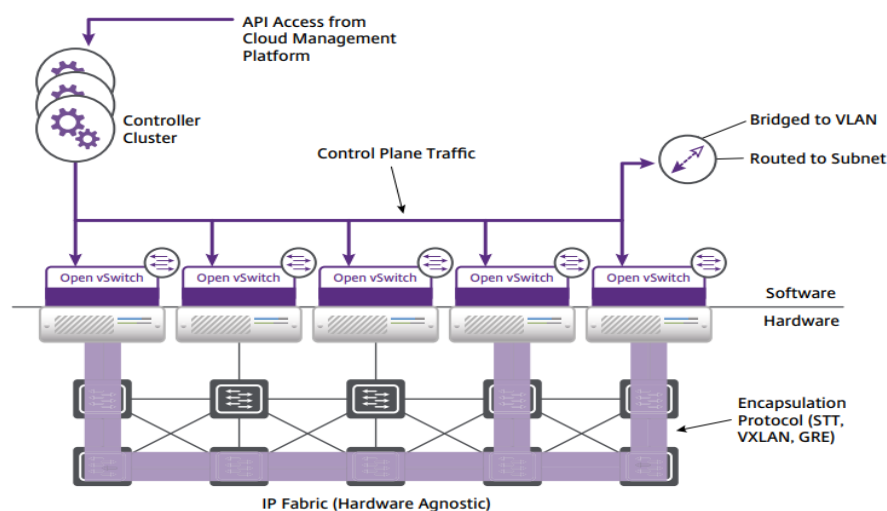 API Access from
Cloud Management
Platform
Controller
Cluster
Control Plane Traffic
Bridged to VLAN
Routed to Subnet
Open vSwitch
Open vSwitch
Open vSwitch
Open vSwitch
Open vSwitch
Software
Hardware
Encapsulation
Protocol (STT,
VXLAN, GRE)
IP Fabric (Hardware Agnostic)